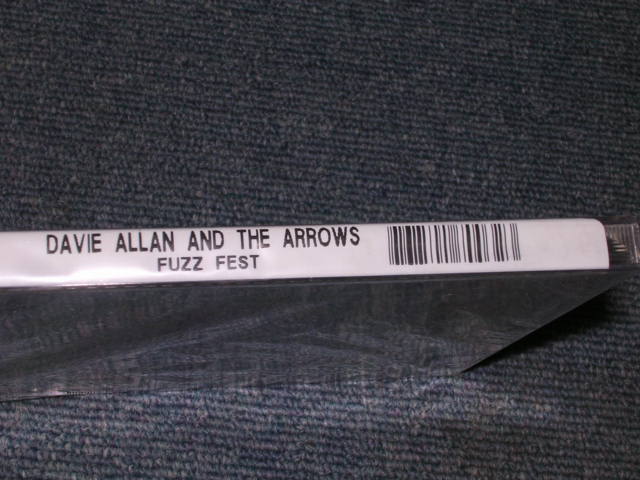 DAVIE ALLAN AND THE ARROWS
FUZZ FEST